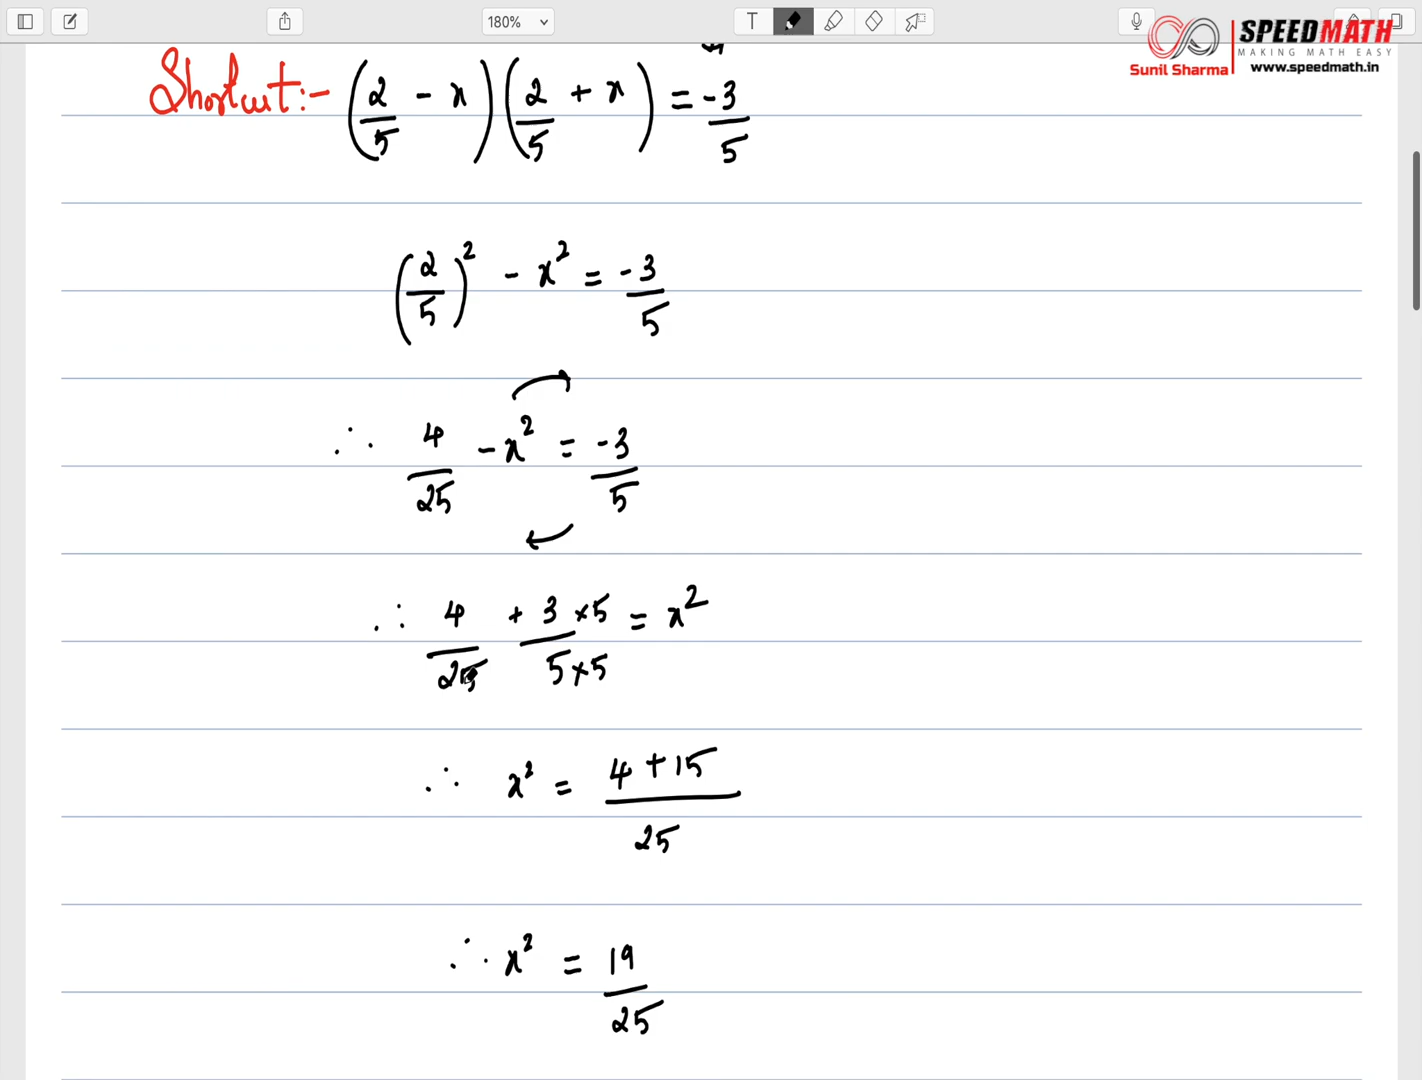 180%
T
SPEEDMATH
MAKING MATH EASY
Sunil Sharma
www.speedmath.in
Shortcut:- (2/5 - x)(2/5 + x) = -3/5
(2/5)² - x² = -3/5
∴ 4/25 - x² = -3/5
∴ 4/25 + 3×5/5×5 = x²
∴ x² = 4+15/25
∴ x² = 19/25